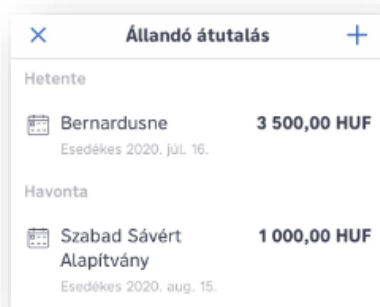 Állandó átutalás
Hetente
Bernardusne 3 500,00 HUF
Esedékes 2020. júl. 16.
Havonta
Szabad Sávért 1 000,00 HUF
Alapítvány
Esedékes 2020. aug. 15.